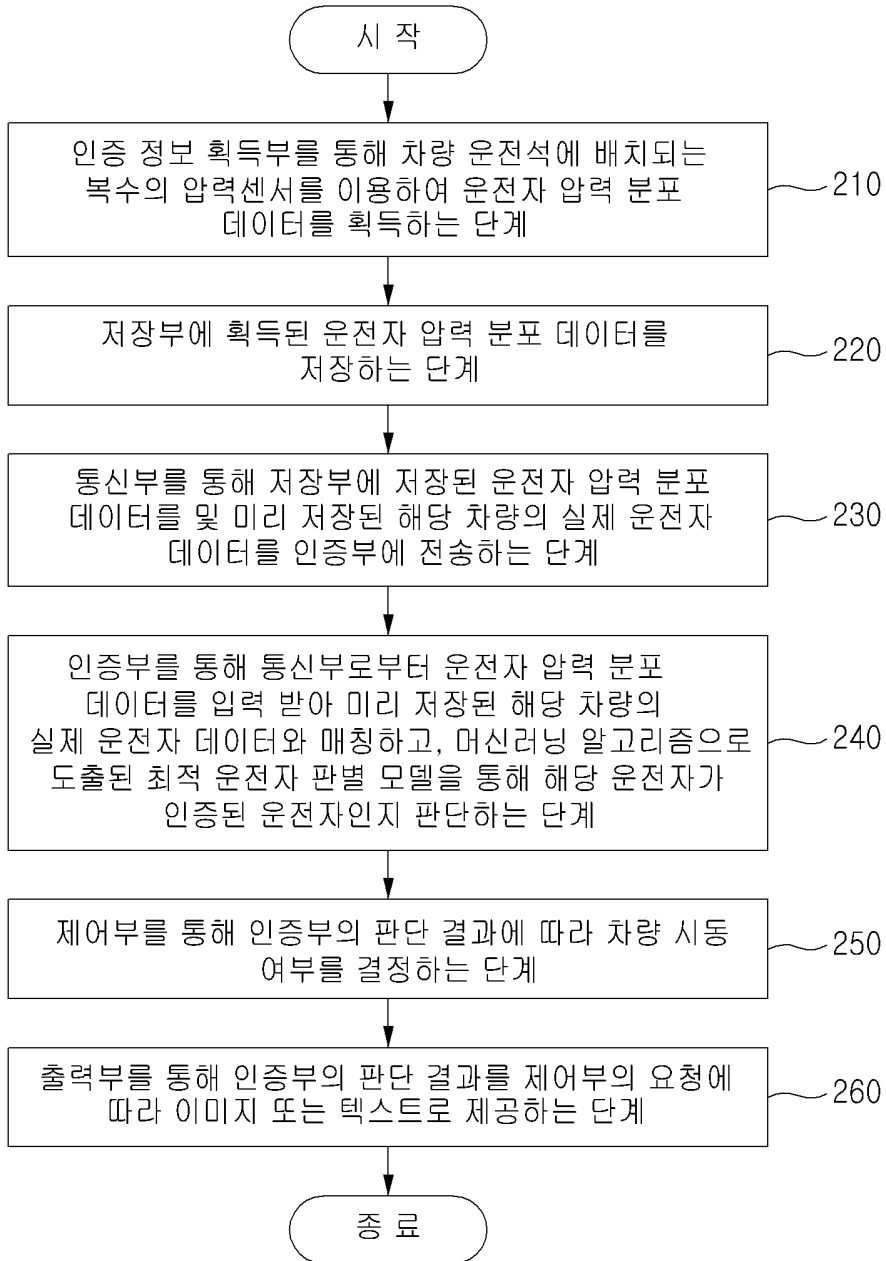 시 작
인증 정보 획득부를 통해 차량 운전석에 배치되는
복수의 압력센서를 이용하여 운전자 압력 분포
데이터를 획득하는 단계
210
저장부에 획득된 운전자 압력 분포 데이터를
저장하는 단계
220
통신부를 통해 저장부에 저장된 운전자 압력 분포
데이터를 및 미리 저장된 해당 차량의 실제 운전자
데이터를 인증부에 전송하는 단계
230
인증부를 통해 통신부로부터 운전자 압력 분포
데이터를 입력 받아 미리 저장된 해당 차량의
실제 운전자 데이터와 매칭하고, 머신러닝 알고리즘으로
도출된 최적 운전자 판별 모델을 통해 해당 운전자가
인증된 운전자인지 판단하는 단계
240
제어부를 통해 인증부의 판단 결과에 따라 차량 시동
여부를 결정하는 단계
250
출력부를 통해 인증부의 판단 결과를 제어부의 요청에
따라 이미지 또는 텍스트로 제공하는 단계
260
종 료